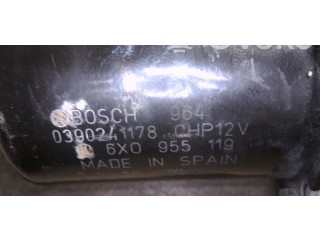 BOSCH 964
0390241178 CHP12V
6X0 955 119
MADE IN SPAIN